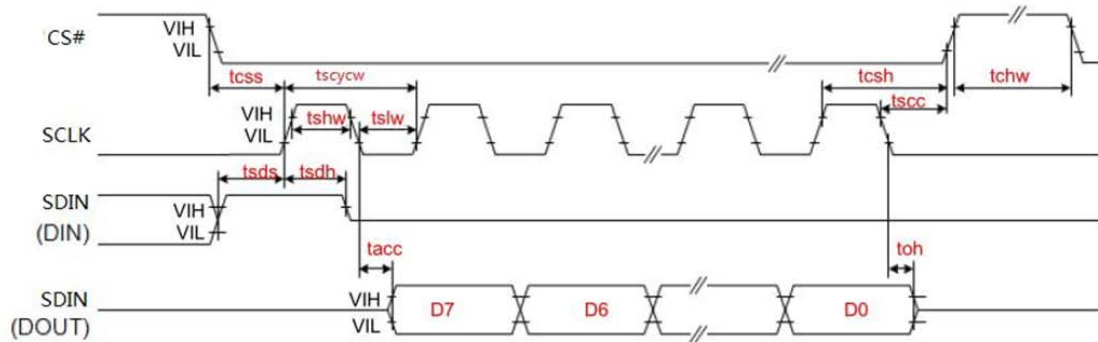 CS# VIH
VIL
tcss tscycw tcsh tchw
tscc
SCLK VIH tshw tslw
VIL
tsds tsdh
SDIN VIH
(DIN) VIL
tacc toh
SDIN VIH D7 D6 D0
(DOUT) VIL